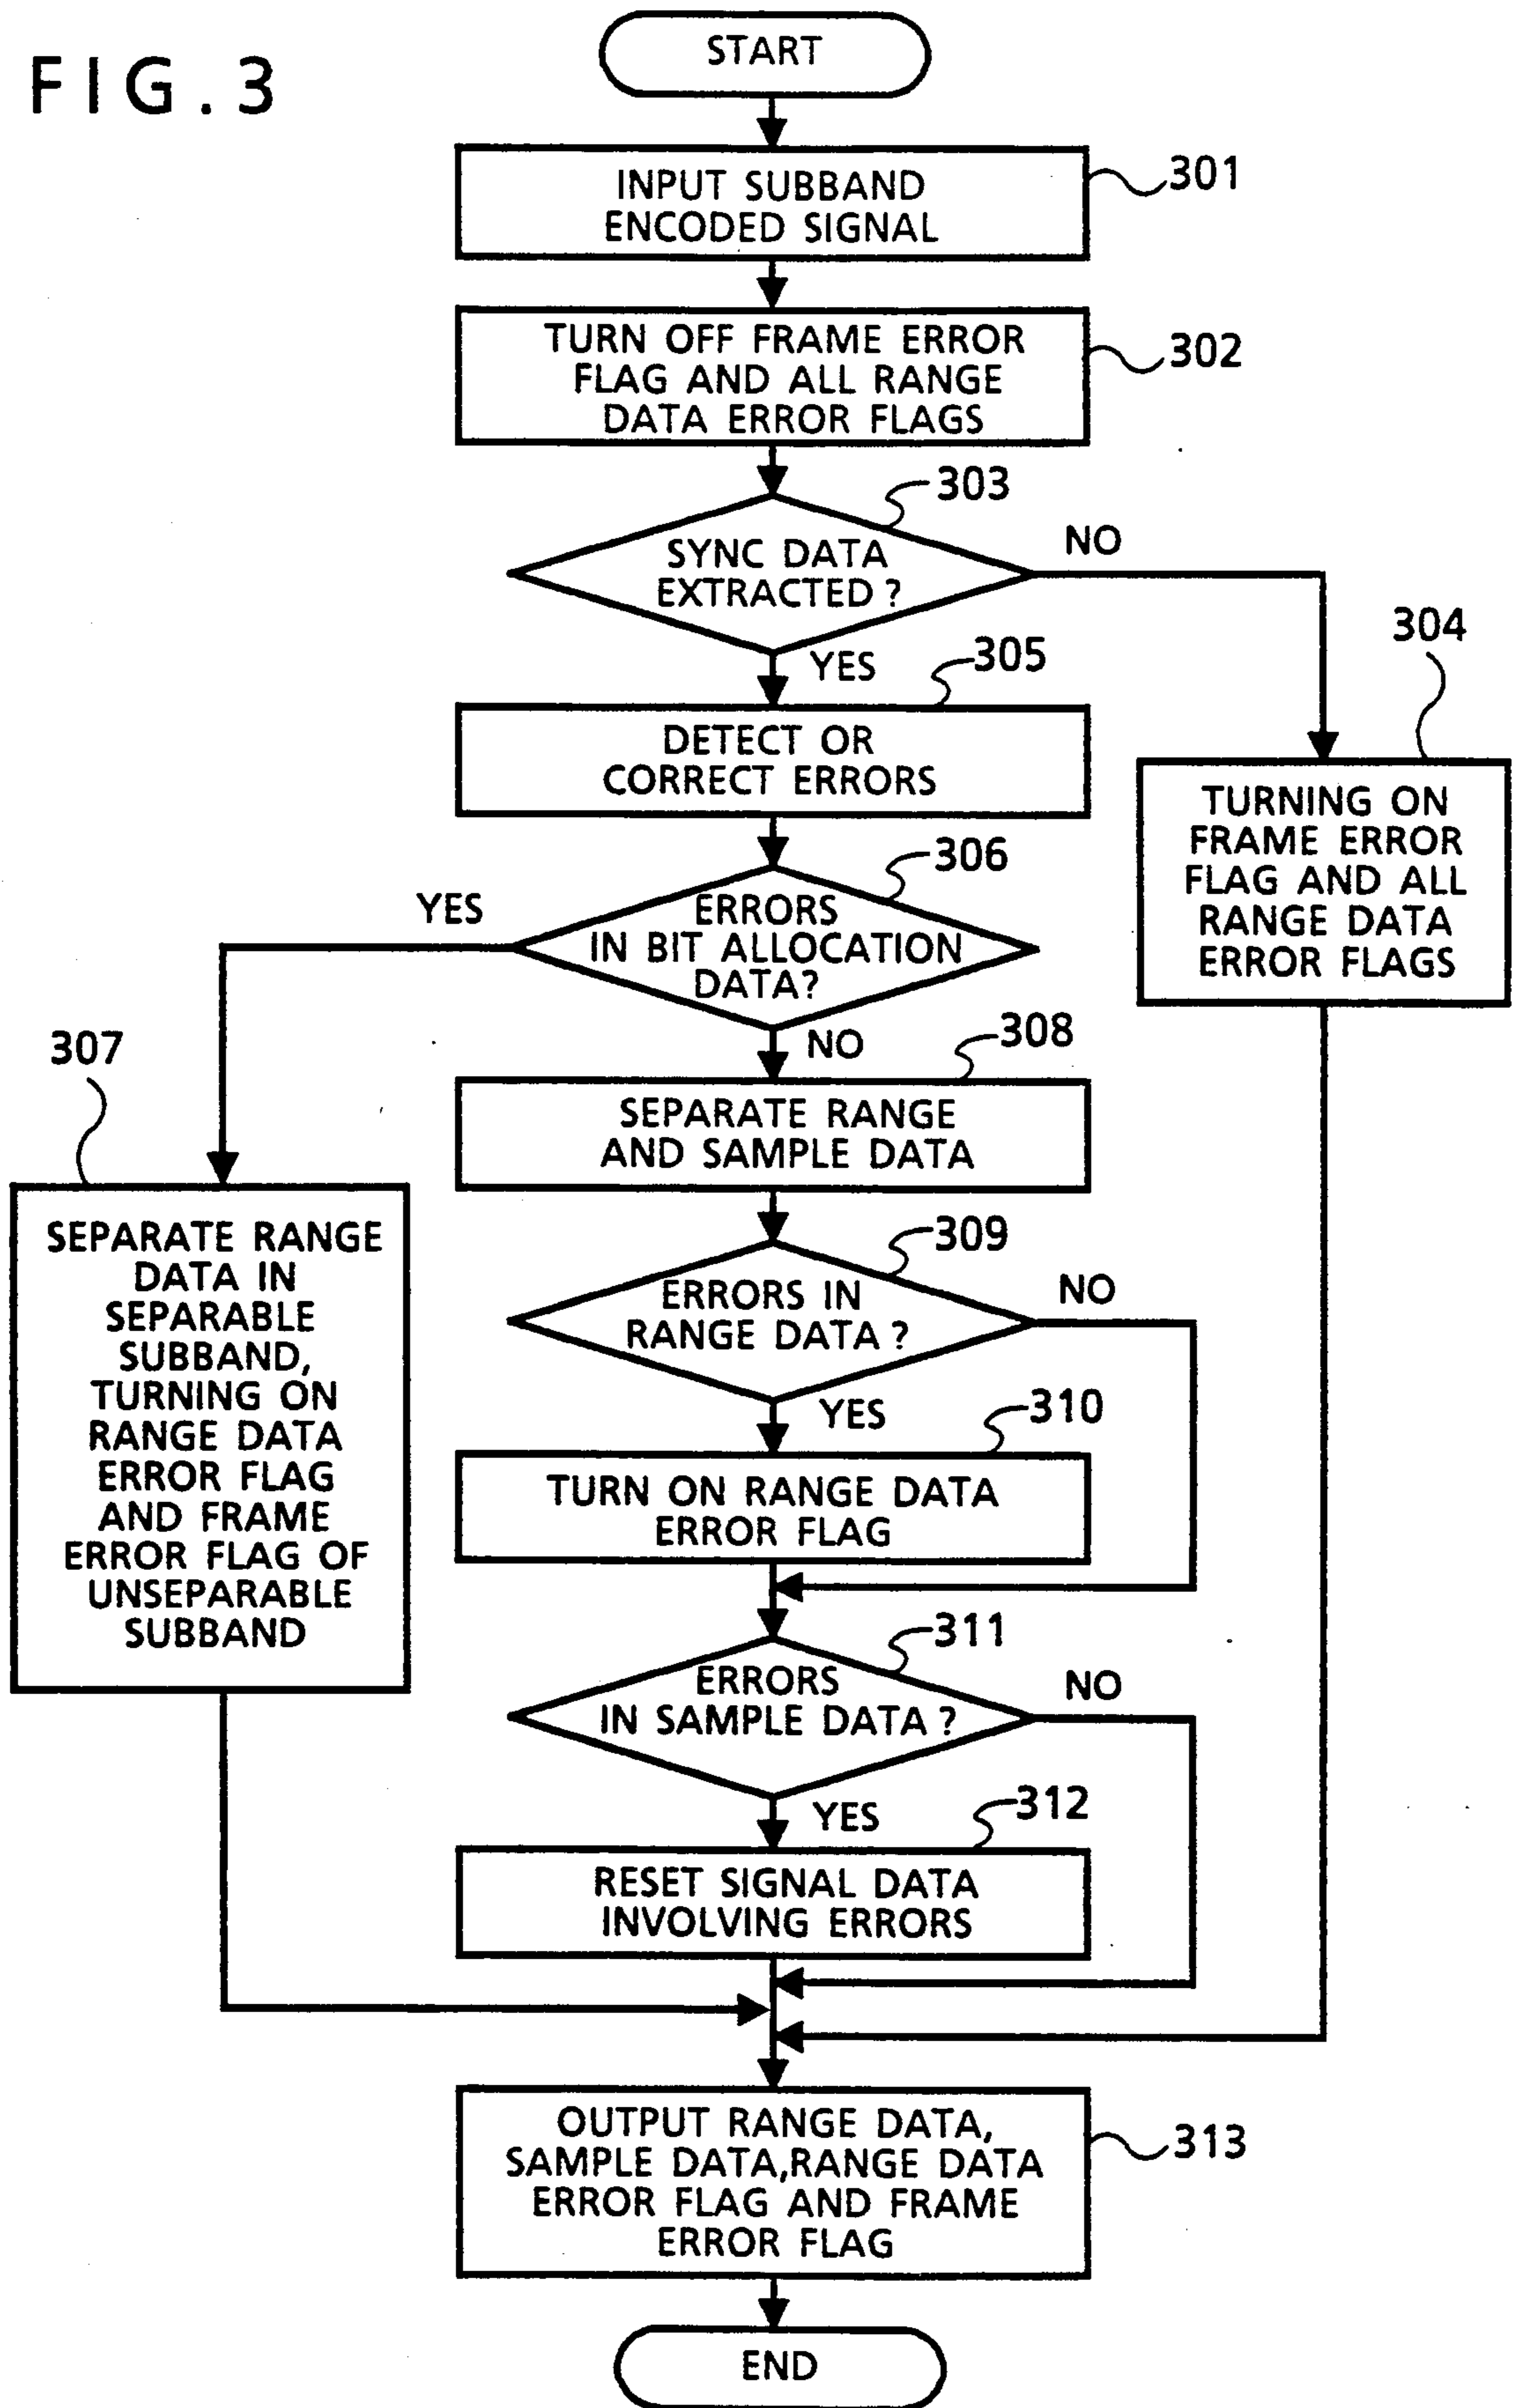 FIG.3
START
INPUT SUBBAND
ENCODED SIGNAL
301
TURN OFF FRAME ERROR
FLAG AND ALL RANGE
DATA ERROR FLAGS
302
303
SYNC DATA
EXTRACTED?
NO
YES
304
TURNING ON
FRAME ERROR
FLAG AND ALL
RANGE DATA
ERROR FLAGS
305
DETECT OR
CORRECT ERRORS
306
ERRORS
IN BIT ALLOCATION
DATA?
YES
NO
307
SEPARATE RANGE
DATA IN
SEPARABLE
SUBBAND,
TURNING ON
RANGE DATA
ERROR FLAG
AND FRAME
ERROR FLAG OF
UNSEPARABLE
SUBBAND
308
SEPARATE RANGE
AND SAMPLE DATA
309
ERRORS IN
RANGE DATA?
NO
YES
310
TURN ON RANGE DATA
ERROR FLAG
311
ERRORS
IN SAMPLE DATA?
NO
YES
312
RESET SIGNAL DATA
INVOLVING ERRORS
OUTPUT RANGE DATA,
SAMPLE DATA,RANGE DATA
ERROR FLAG AND FRAME
ERROR FLAG
313
END